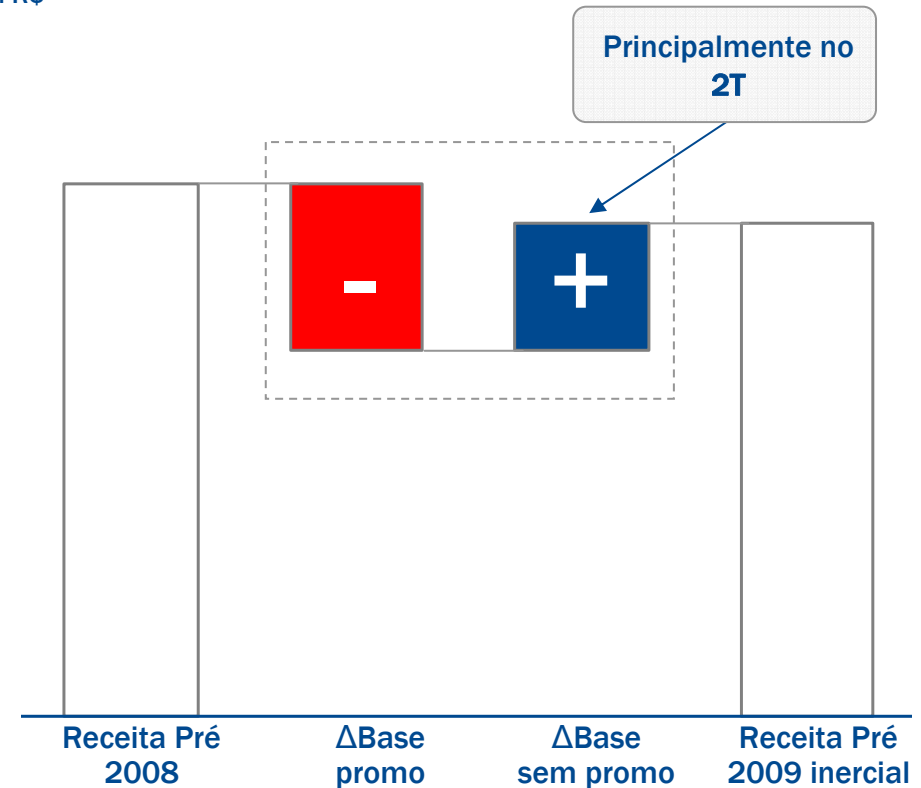 R$
Principalmente no
2T
-
+
Receita Pré
2008
ΔBase
promo
ΔBase
sem promo
Receita Pré
2009 inercial